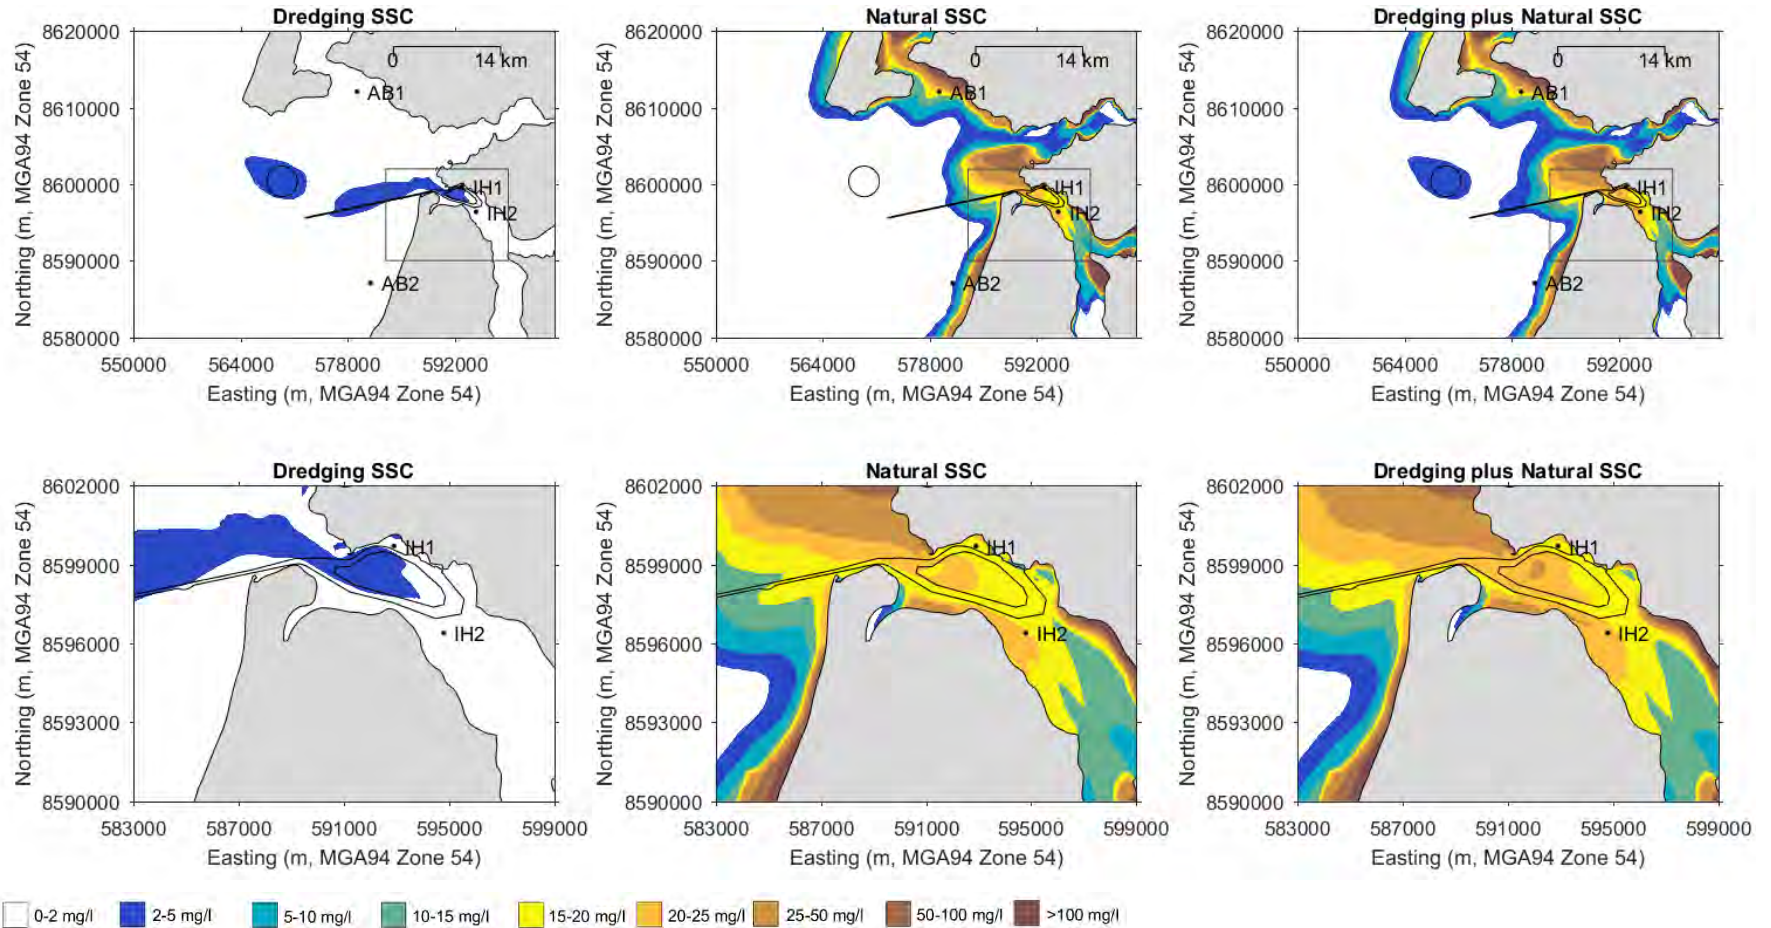 Dredging SSC
Natural SSC
Dredging plus Natural SSC
8620000
8610000
8600000
8590000
8580000
Northing (m, MGA94 Zone 54)
0 14 km
AB1
IH1
IH2
AB2
550000 564000 578000 592000
Easting (m, MGA94 Zone 54)
8620000
8610000
8600000
8590000
8580000
Northing (m, MGA94 Zone 54)
0 14 km
AB1
IH1
IH2
AB2
550000 564000 578000 592000
Easting (m, MGA94 Zone 54)
8620000
8610000
8600000
8590000
8580000
Northing (m, MGA94 Zone 54)
0 14 km
AB1
IH1
IH2
AB2
550000 564000 578000 592000
Easting (m, MGA94 Zone 54)
Dredging SSC
Natural SSC
Dredging plus Natural SSC
8602000
8599000
8596000
8593000
8590000
Northing (m, MGA94 Zone 54)
IH1
IH2
583000 587000 591000 595000 599000
Easting (m, MGA94 Zone 54)
8602000
8599000
8596000
8593000
8590000
Northing (m, MGA94 Zone 54)
IH1
IH2
583000 587000 591000 595000 599000
Easting (m, MGA94 Zone 54)
8602000
8599000
8596000
8593000
8590000
Northing (m, MGA94 Zone 54)
IH1
IH2
583000 587000 591000 595000 599000
Easting (m, MGA94 Zone 54)
0-2 mg/l 2-5 mg/l 5-10 mg/l 10-15 mg/l 15-20 mg/l 20-25 mg/l 25-50 mg/l 50-100 mg/l >100 mg/l